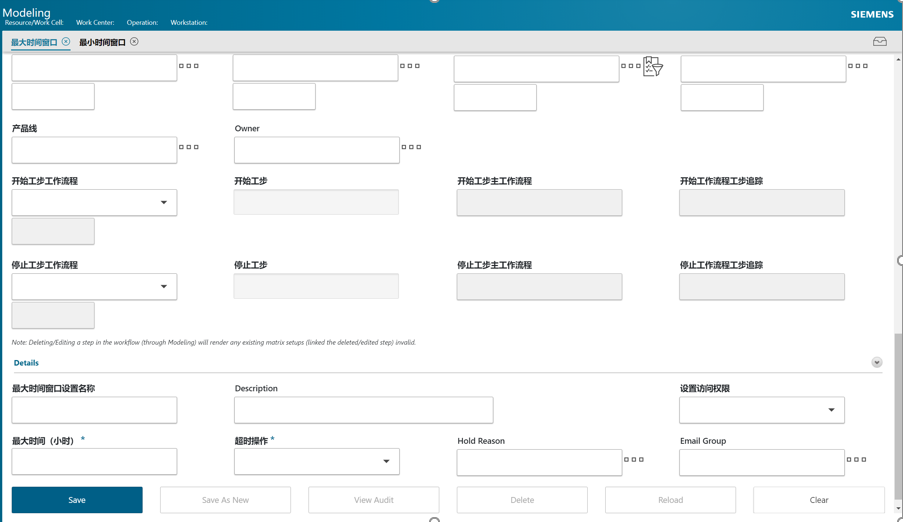 Modeling
Resource/Work Cell: Work Center: Operation: Workstation:
SIEMENS
最大时间窗口 最小时间窗口
产品线 Owner
开始工步工作流程 开始工步 开始工步主工作流程 开始工作流程工步追踪
停止工步工作流程 停止工步 停止工步主工作流程 停止工作流程工步追踪
Note: Deleting/Editing a step in the workflow (through Modeling) will render any existing matrix setups (linked the deleted/edited step) invalid.
Details
最大时间窗口设置名称 Description 设置访问权限
最大时间（小时） * 超时操作 * Hold Reason Email Group
Save Save As New View Audit Delete Reload Clear